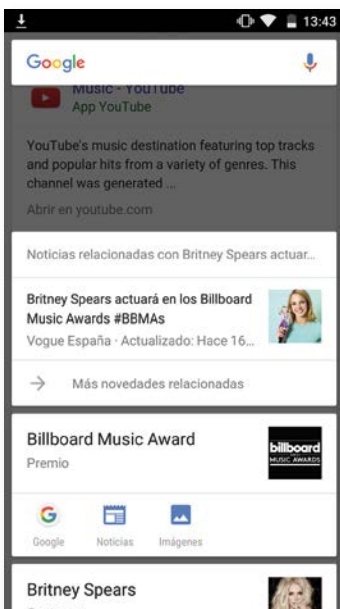 13:43
Google
Music - YouTube
App YouTube
YouTube's music destination featuring top tracks
and popular hits from a variety of genres. This
channel was generated ...
Abrir en youtube.com
Noticias relacionadas con Britney Spears actuar...
Britney Spears actuará en los Billboard
Music Awards #BBMAs
Vogue España · Actualizado: Hace 16...
Más novedades relacionadas
Billboard Music Award
Premio
billboard
MUSIC AWARDS
Google Noticias Imágenes
Britney Spears